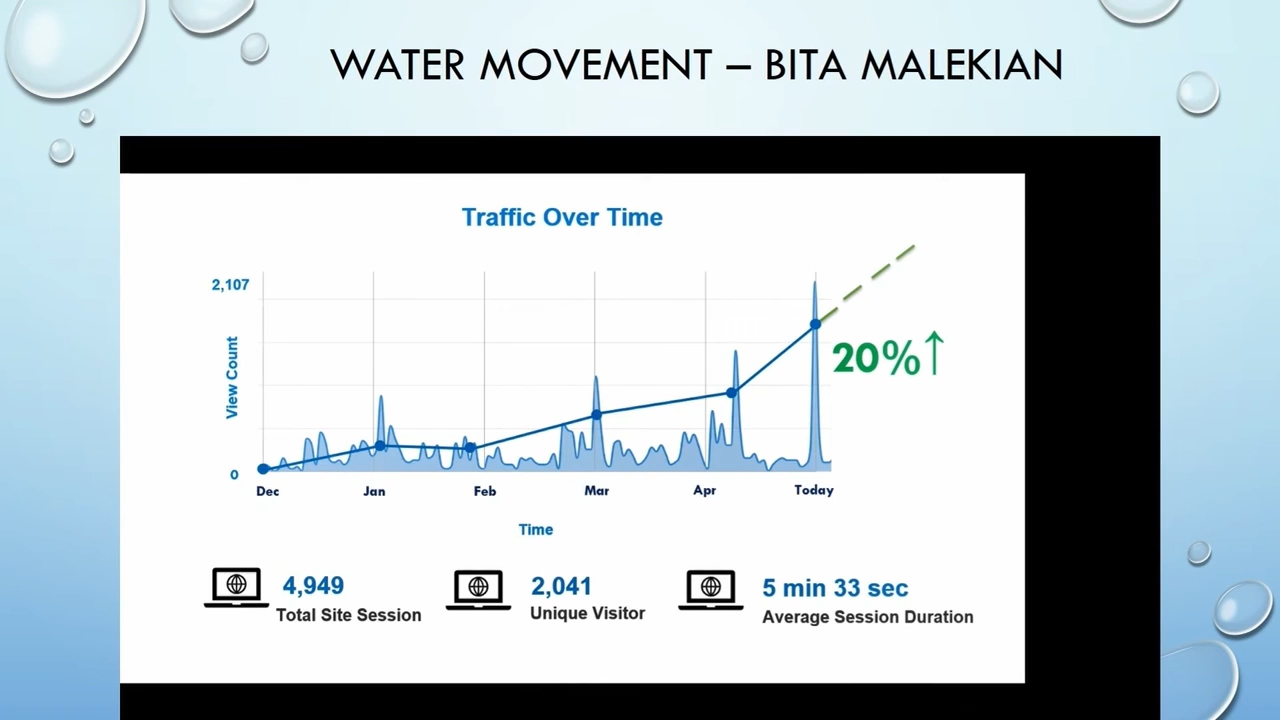 WATER MOVEMENT – BITA MALEKIAN
Traffic Over Time
2,107
View Count
20%↑
0
Dec Jan Feb Mar Apr Today
Time
4,949 2,041 5 min 33 sec
Total Site Session Unique Visitor Average Session Duration